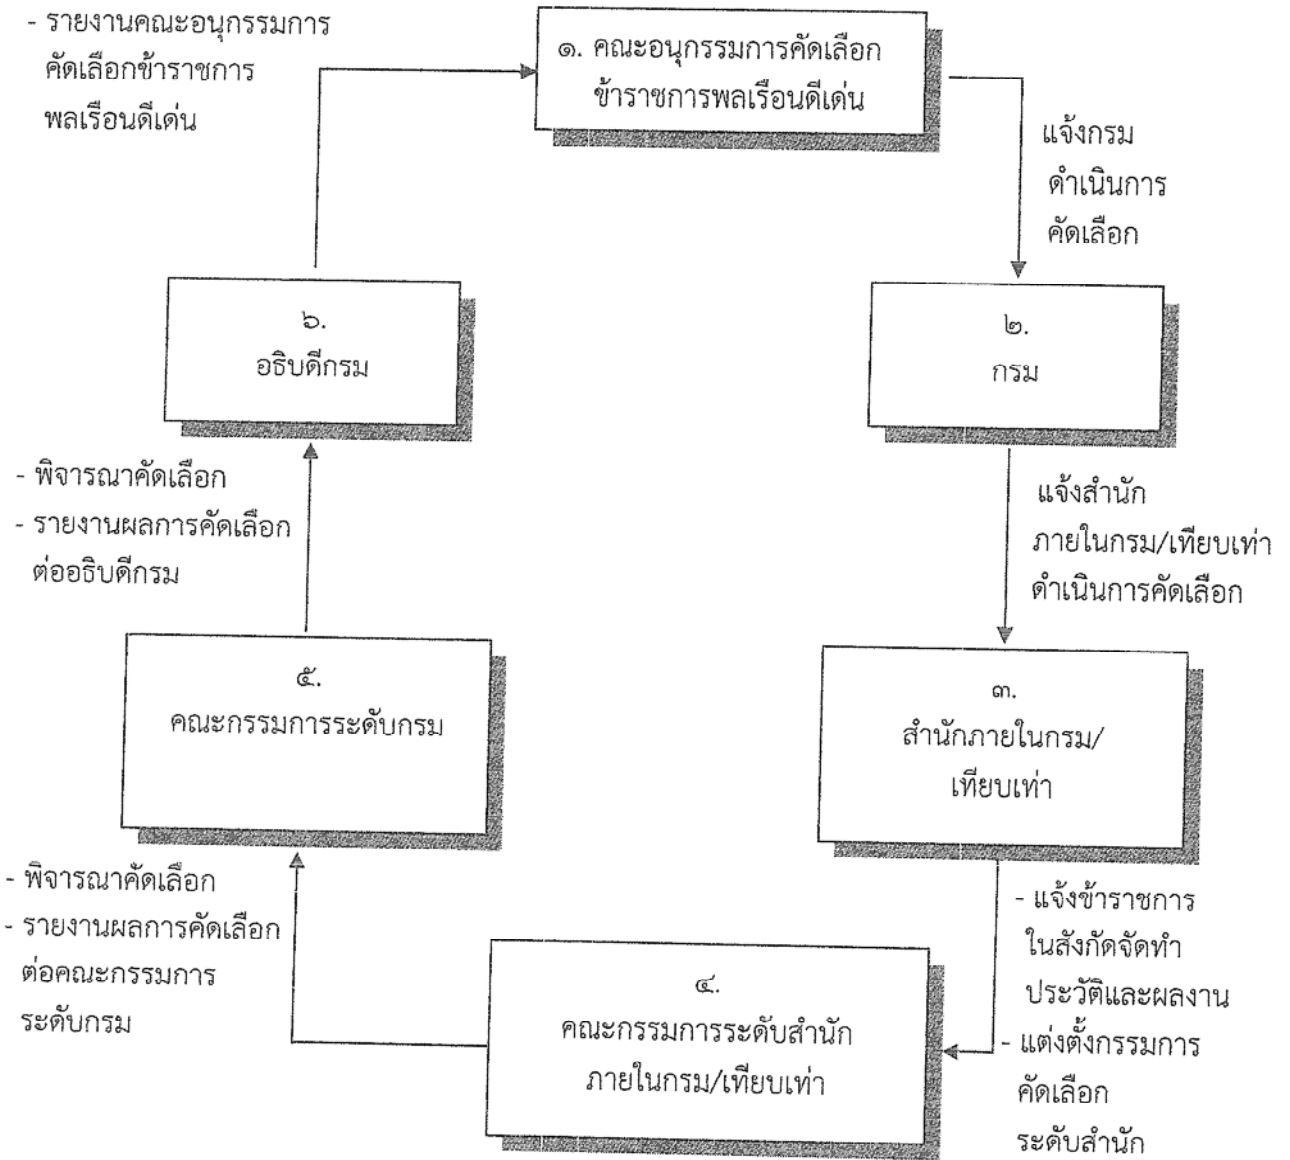 - รายงานคณะอนุกรรมการ
คัดเลือกข้าราชการ
พลเรือนดีเด่น
๑. คณะอนุกรรมการคัดเลือก
ข้าราชการพลเรือนดีเด่น
แจ้งกรม
ดำเนินการ
คัดเลือก
๒.
กรม
แจ้งสำนัก
ภายในกรม/เทียบเท่า
ดำเนินการคัดเลือก
๓.
สำนักภายในกรม/
เทียบเท่า
- แจ้งข้าราชการ
ในสังกัดจัดทำ
ประวัติและผลงาน
- แต่งตั้งกรรมการ
คัดเลือก
ระดับสำนัก
๔.
คณะกรรมการระดับสำนัก
ภายในกรม/เทียบเท่า
- พิจารณาคัดเลือก
- รายงานผลการคัดเลือก
ต่อคณะกรรมการ
ระดับกรม
๕.
คณะกรรมการระดับกรม
- พิจารณาคัดเลือก
- รายงานผลการคัดเลือก
ต่ออธิบดีกรม
๖.
อธิบดีกรม